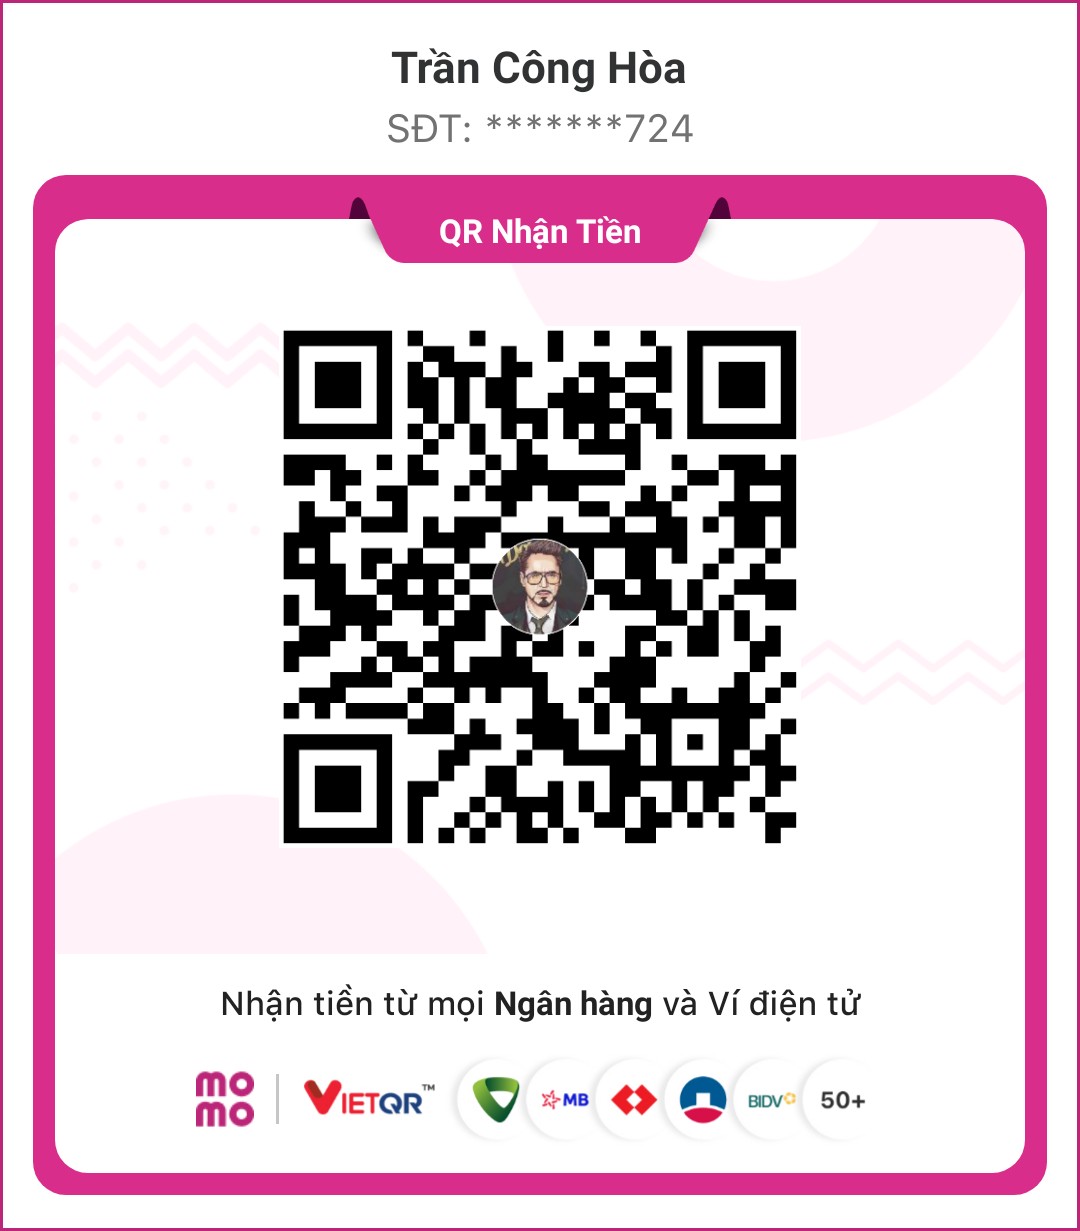 Trần Công Hòa
SĐT: *******724
QR Nhận Tiền
Nhận tiền từ mọi Ngân hàng và Ví điện tử
mo
mo
VIETQR™
MB
BIDV
50+